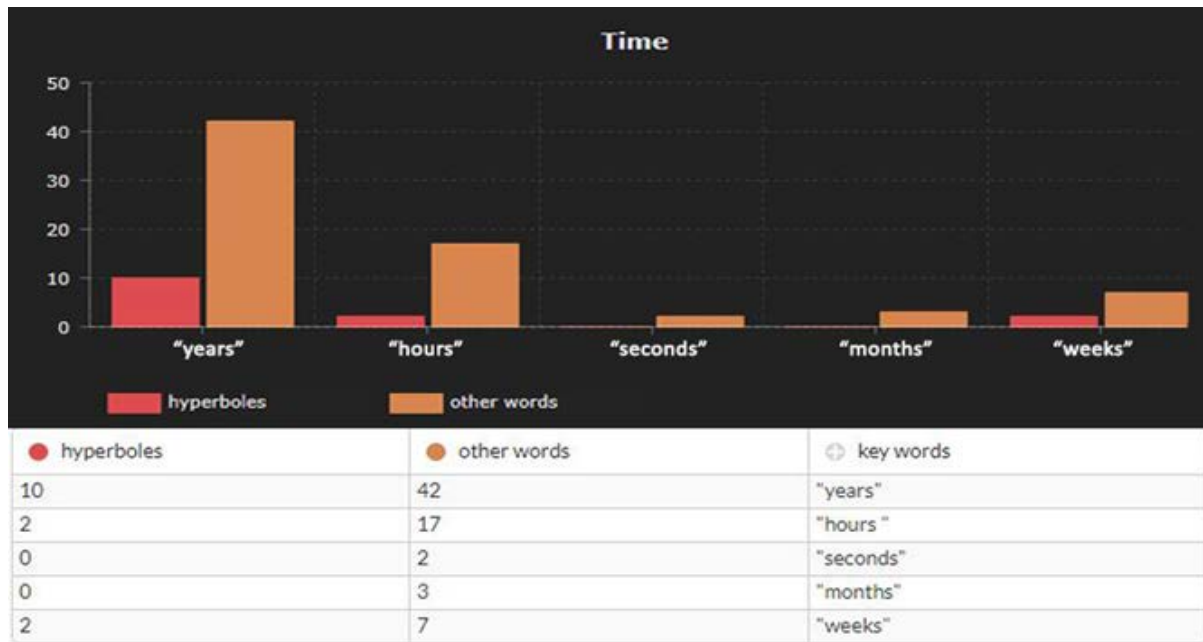 Time
50
40
30
20
10
0
“years” “hours” “seconds” “months” “weeks”
hyperboles other words
hyperboles other words key words
10 42 "years"
2 17 "hours "
0 2 "seconds"
0 3 "months"
2 7 "weeks"